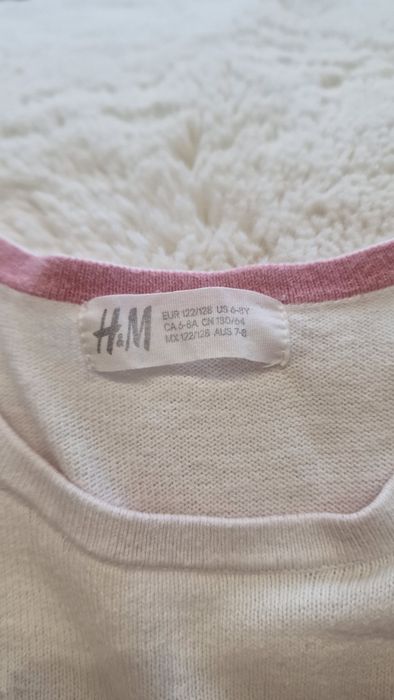 H&M
EUR 122/128 US 6-8Y
CA 6-8A CN 130/64
MX 122/128 AUS 7-8